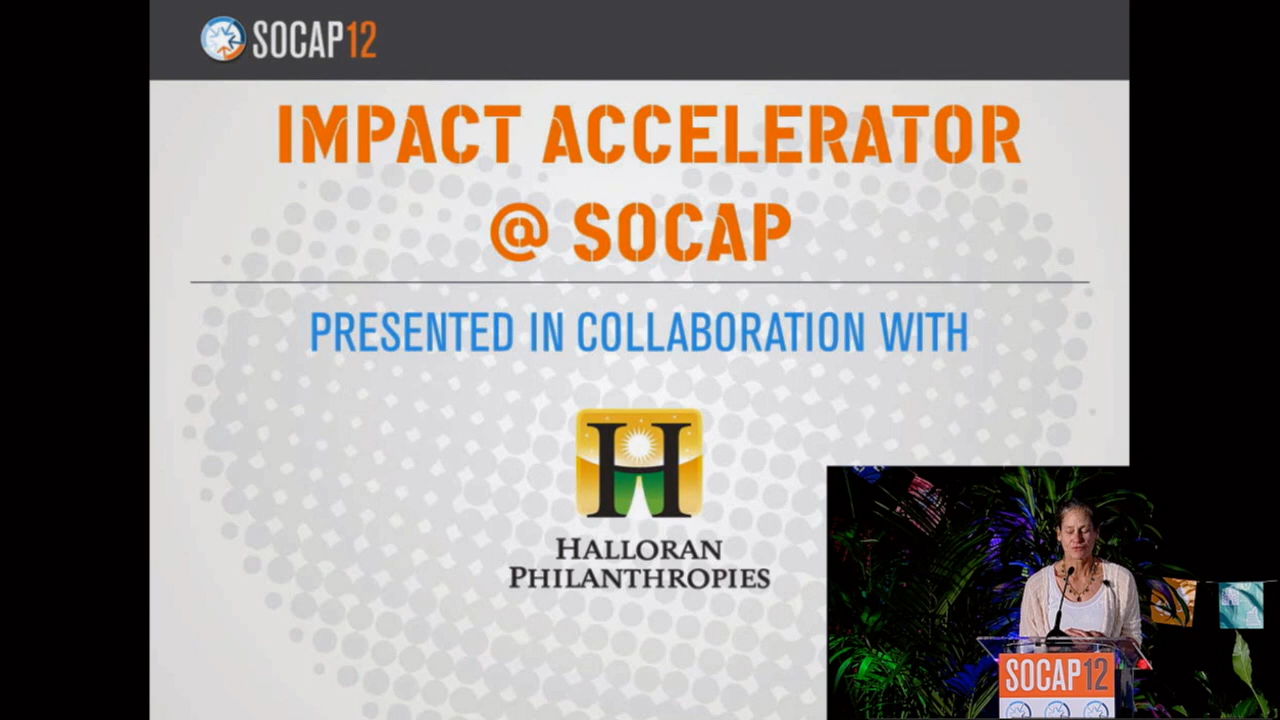 SOCAP12
IMPACT ACCELERATOR
@ SOCAP
PRESENTED IN COLLABORATION WITH
H
HALLORAN
PHILANTHROPIES
SOCAP12